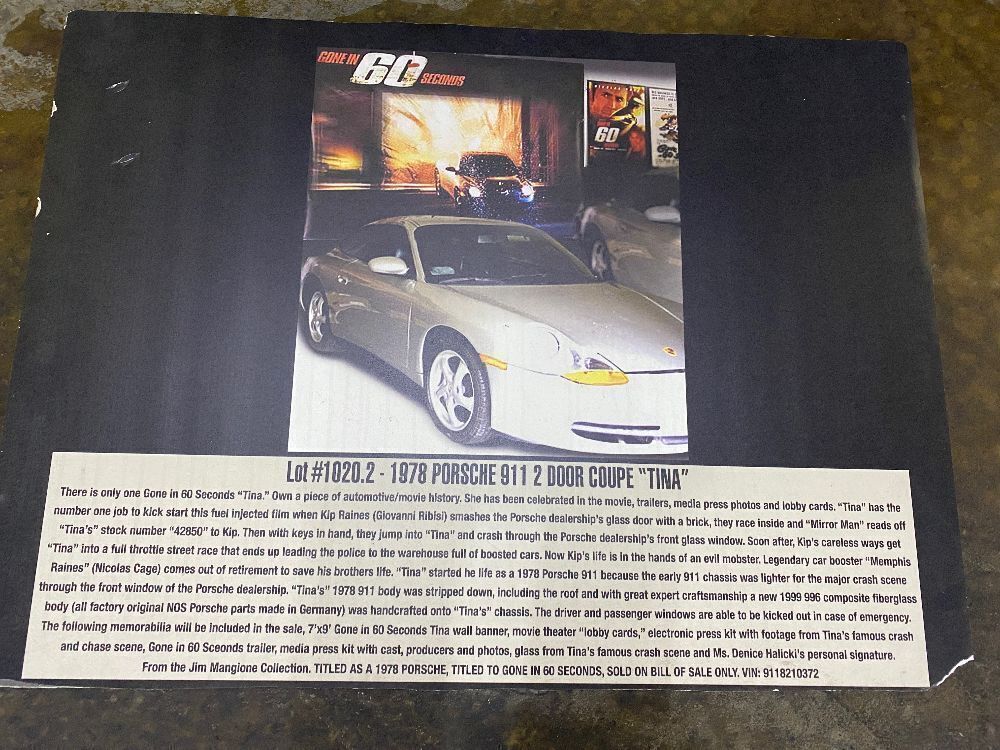 GONE IN 60 SECONDS
60
Lot #1020.2 - 1978 PORSCHE 911 2 DOOR COUPE "TINA"
There is only one Gone in 60 Seconds "Tina." Own a piece of automotive/movie history. She has been celebrated in the movie, trailers, media press photos and lobby cards. "Tina" has the
number one job to kick start this fuel injected film when Kip Raines (Giovanni Ribisi) smashes the Porsche dealership's glass door with a brick, they race inside and "Mirror Man" reads off
"Tina's" stock number "42850" to Kip. Then with keys in hand, they jump into "Tina" and crash through the Porsche dealership's front glass window. Soon after, Kip's careless ways get
"Tina" into a full throttle street race that ends up leading the police to the warehouse full of boosted cars. Now Kip's life is in the hands of an evil mobster. Legendary car booster "Memphis
Raines" (Nicolas Cage) comes out of retirement to save his brothers life. "Tina" started he life as a 1978 Porsche 911 because the early 911 chassis was lighter for the major crash scene
through the front window of the Porsche dealership. "Tina's" 1978 911 body was stripped down, including the roof and with great expert craftsmanship a new 1999 996 composite fiberglass
body (all factory original NOS Porsche parts made in Germany) was handcrafted onto "Tina's" chassis. The driver and passenger windows are able to be kicked out in case of emergency.
The following memorabilia will be included in the sale, 7'x9' Gone in 60 Seconds Tina wall banner, movie theater "lobby cards," electronic press kit with footage from Tina's famous crash
and chase scene, Gone in 60 Sceonds trailer, media press kit with cast, producers and photos, glass from Tina's famous crash scene and Ms. Denice Halicki's personal signature.
From the Jim Mangione Collection. TITLED AS A 1978 PORSCHE, TITLED TO GONE IN 60 SECONDS, SOLD ON BILL OF SALE ONLY. VIN: 9118210372